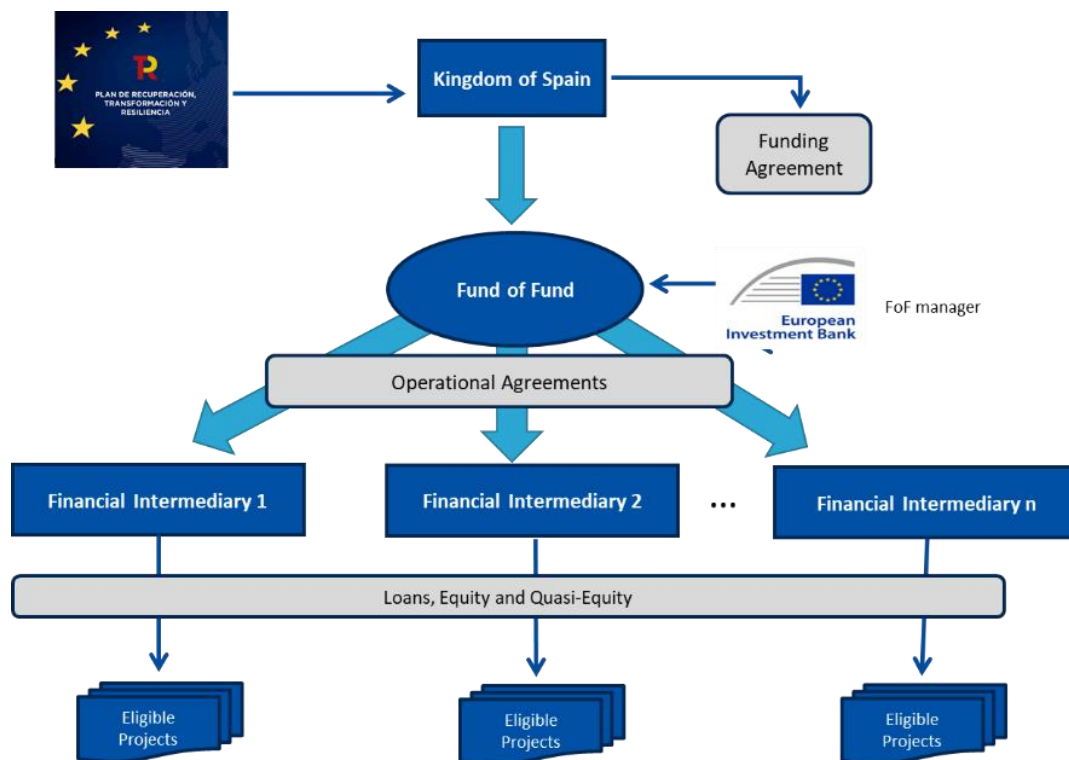 PLAN DE RECUPERACIÓN,
TRANSFORMACIÓN Y
RESILIENCIA
Kingdom of Spain
Funding
Agreement
Fund of Fund
European
Investment Bank
FoF manager
Operational Agreements
Financial Intermediary 1
Financial Intermediary 2
...
Financial Intermediary n
Loans, Equity and Quasi-Equity
Eligible
Projects
Eligible
Projects
Eligible
Projects